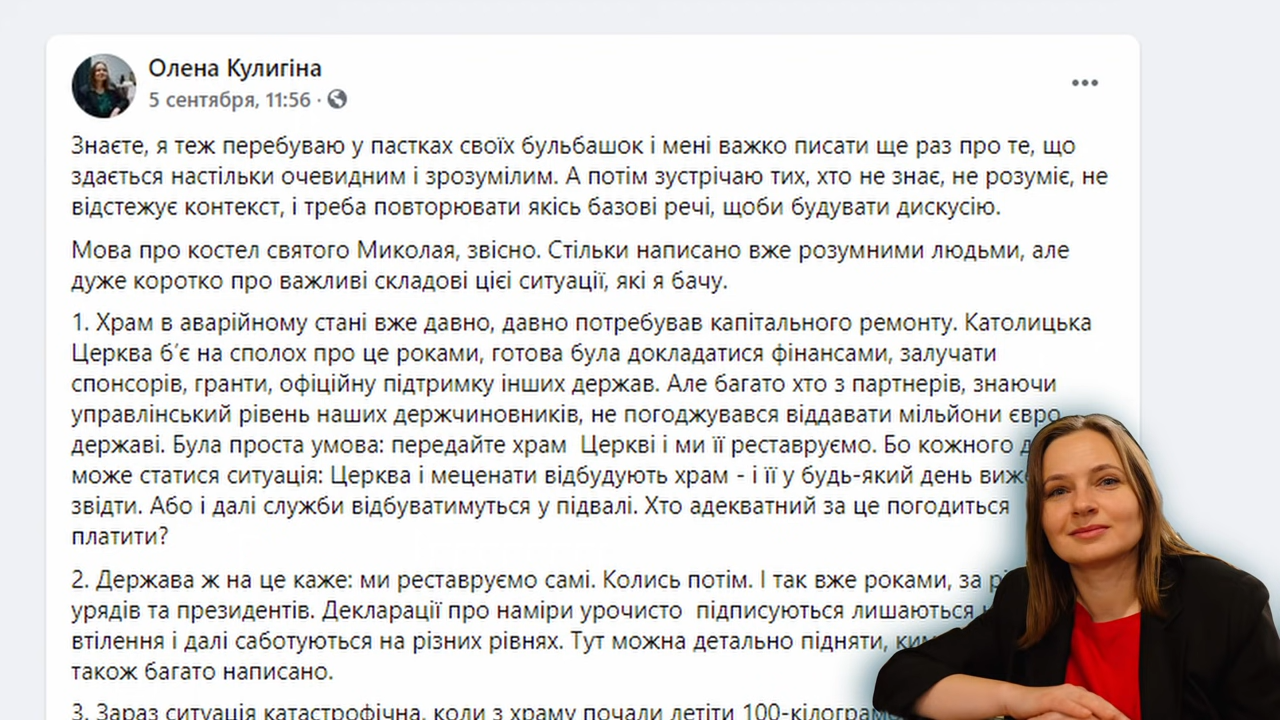 Олена Кулигіна
5 сентября, 11:56 ·
Знаєте, я теж перебуваю у пастках своїх бульбашок і мені важко писати ще раз про те, що
здається настільки очевидним і зрозумілим. А потім зустрічаю тих, хто не знає, не розуміє, не
відстежує контекст, і треба повторювати якісь базові речі, щоби будувати дискусію.
Мова про костел святого Миколая, звісно. Стільки написано вже розумними людьми, але
дуже коротко про важливі складові цієї ситуації, які я бачу.
1. Храм в аварійному стані вже давно, давно потребував капітального ремонту. Католицька
Церква б´є на сполох про це роками, готова була докладатися фінансами, залучати
спонсорів, гранти, офіційну підтримку інших держав. Але багато хто з партнерів, знаючи
управлінський рівень наших держчиновників, не погоджувався віддавати мільйони євро
державі. Була проста умова: передайте храм Церкві і ми її реставруємо. Бо кожного
може статися ситуація: Церква і меценати відбудують храм - і її у будь-який день
звідти. Або і далі служби відбуватимуться у підвалі. Хто адекватний за це погодиться
платити?
2. Держава ж на це каже: ми реставруємо самі. Колись потім. І так вже роками, за
урядів та президентів. Декларації про наміри урочисто підписуються лишаються
втілення і далі саботуються на різних рівнях. Тут можна детально підняти,
також багато написано.
3. Зараз ситуація катастрофічна, коли з храму почали летіти